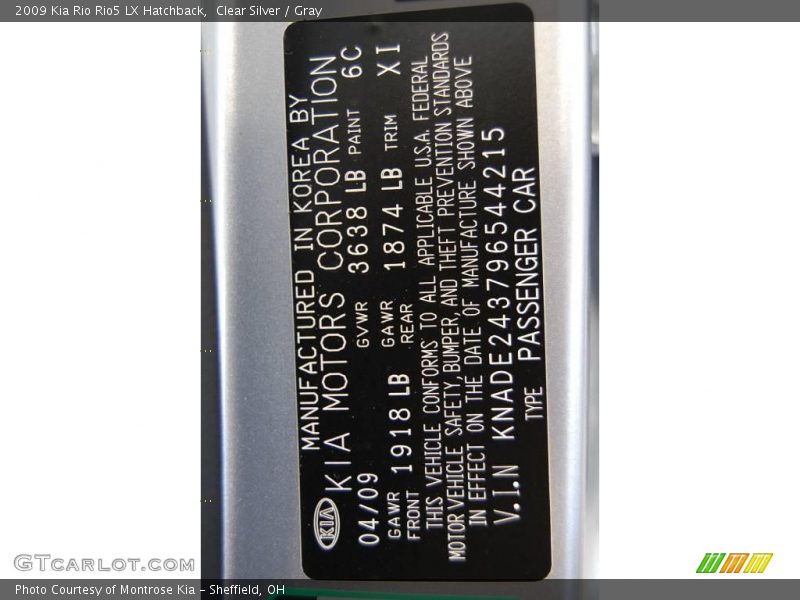 2009 Kia Rio Rio5 LX Hatchback,  Clear Silver / Gray
MANUFACTURED IN KOREA BY
KIA KIA MOTORS CORPORATION
04/09 GVWR 3638 LB PAINT 6C
GAWR FRONT 1918 LB GAWR REAR 1874 LB TRIM XI
THIS VEHICLE CONFORMS TO ALL APPLICABLE U.S.A. FEDERAL
MOTOR VEHICLE SAFETY, BUMPER, AND THEFT PREVENTION STANDARDS
IN EFFECT ON THE DATE OF MANUFACTURE SHOWN ABOVE
V.I.N KNADE243796544215
TYPE PASSENGER CAR
GTcarlot.com
Photo Courtesy of Montrose Kia – Sheffield, OH